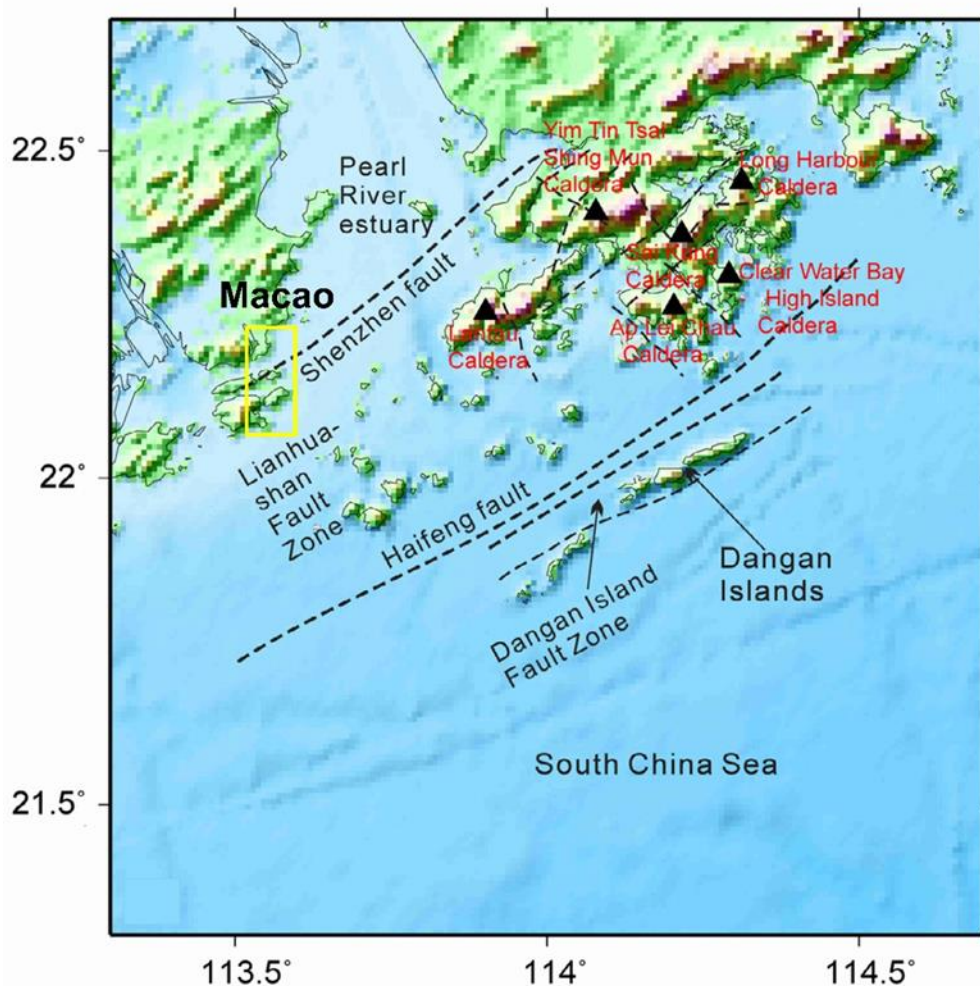 22.5°
22°
21.5°
113.5°
114°
114.5°
Pearl
River
estuary
Macao
Shenzhen fault
Lianhua-
shan
Fault
Zone
Haifeng fault
Yim Tin Tsai
Shing Mun
Caldera
Long Harbour
Caldera
Sai Kung
Caldera
Clear Water Bay
High Island
Caldera
Lantau
Caldera
Ap Lei Chau
Caldera
Dangan Island
Fault Zone
Dangan
Islands
South China Sea